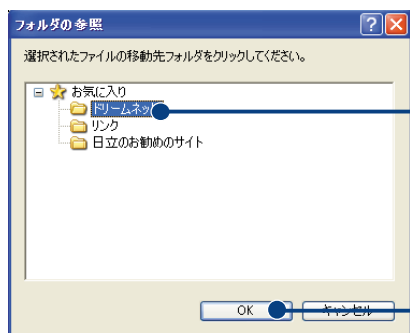 フォルダの参照
選択されたファイルの移動先フォルダをクリックしてください。
お気に入り
ドリームネット
リンク
日立のお勧めのサイト
OK
キャンセル